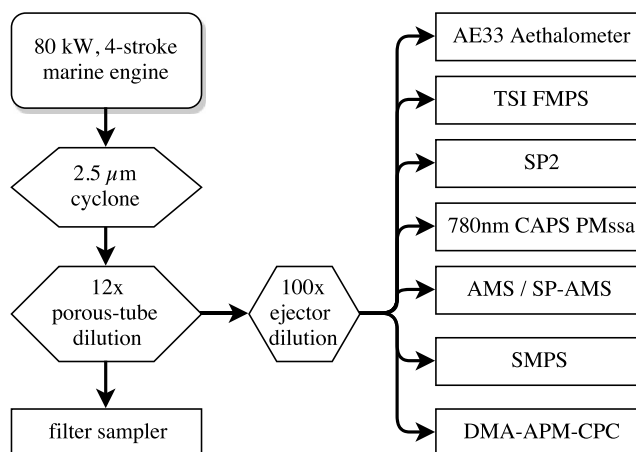 80 kW, 4-stroke
marine engine
2.5 µm
cyclone
12x
porous-tube
dilution
filter sampler
100x
ejector
dilution
AE33 Aethalometer
TSI FMPS
SP2
780nm CAPS PMssa
AMS / SP-AMS
SMPS
DMA-APM-CPC